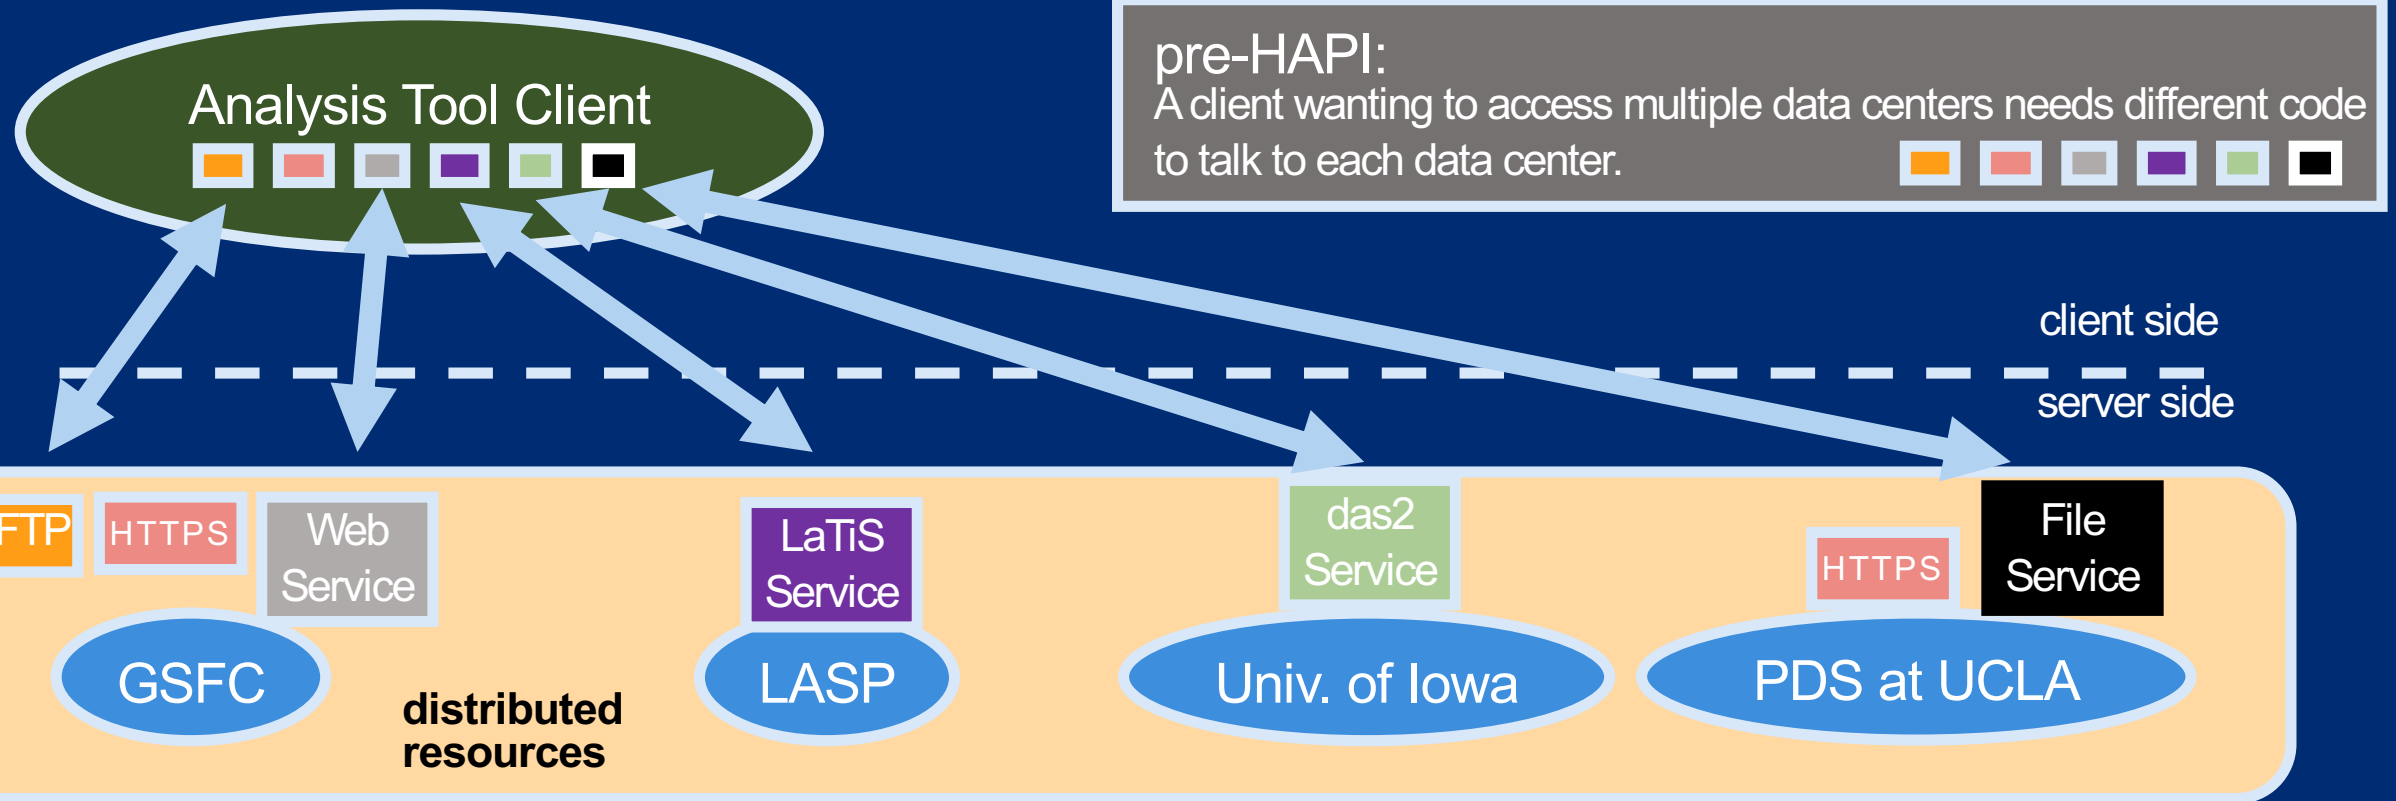 Analysis Tool Client
pre-HAPI:
A client wanting to access multiple data centers needs different code
to talk to each data center.
client side
server side
FTP
HTTPS
Web
Service
LaTiS
Service
das2
Service
HTTPS
File
Service
GSFC
LASP
Univ. of Iowa
PDS at UCLA
distributed
resources